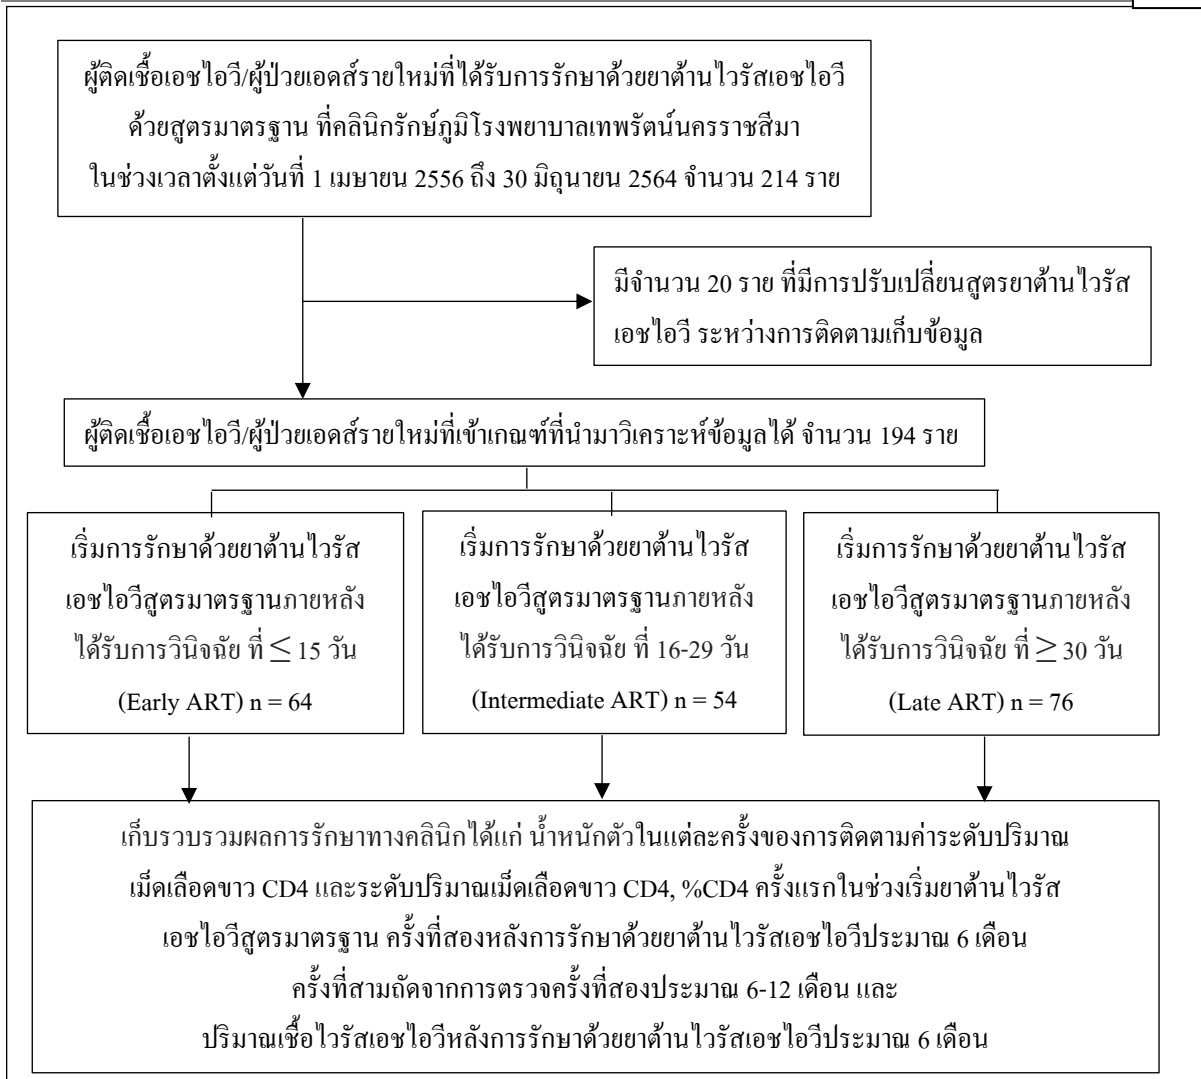 ผู้ติดเชื้อเอชไอวี/ผู้ป่วยเอดส์รายใหม่ที่ได้รับการรักษาด้วยยาต้านไวรัสเอชไอวี
ด้วยสูตรมาตรฐาน ที่คลินิกรักษ์ภูมิโรงพยาบาลเทพรัตน์นครราชสีมา
ในช่วงเวลาตั้งแต่วันที่ 1 เมษายน 2556 ถึง 30 มิถุนายน 2564 จำนวน 214 ราย
มีจำนวน 20 ราย ที่มีการปรับเปลี่ยนสูตรยาต้านไวรัส
เอชไอวี ระหว่างการติดตามเก็บข้อมูล
ผู้ติดเชื้อเอชไอวี/ผู้ป่วยเอดส์รายใหม่ที่เข้าเกณฑ์ที่นำมาวิเคราะห์ข้อมูลได้ จำนวน 194 ราย
เริ่มการรักษาด้วยยาต้านไวรัส
เอชไอวีสูตรมาตรฐานภายหลัง
ได้รับการวินิจฉัย ที่ ≤ 15 วัน
(Early ART) n = 64
เริ่มการรักษาด้วยยาต้านไวรัส
เอชไอวีสูตรมาตรฐานภายหลัง
ได้รับการวินิจฉัย ที่ 16-29 วัน
(Intermediate ART) n = 54
เริ่มการรักษาด้วยยาต้านไวรัส
เอชไอวีสูตรมาตรฐานภายหลัง
ได้รับการวินิจฉัย ที่ ≥ 30 วัน
(Late ART) n = 76
เก็บรวบรวมผลการรักษาทางคลินิกได้แก่ น้ำหนักตัวในแต่ละครั้งของการติดตามค่าระดับปริมาณ
เม็ดเลือดขาว CD4 และระดับปริมาณเม็ดเลือดขาว CD4, %CD4 ครั้งแรกในช่วงเริ่มยาต้านไวรัส
เอชไอวีสูตรมาตรฐาน ครั้งที่สองหลังการรักษาด้วยยาต้านไวรัสเอชไอวีประมาณ 6 เดือน
ครั้งที่สามถัดจากการตรวจครั้งที่สองประมาณ 6-12 เดือน และ
ปริมาณเชื้อไวรัสเอชไอวีหลังการรักษาด้วยยาต้านไวรัสเอชไอวีประมาณ 6 เดือน